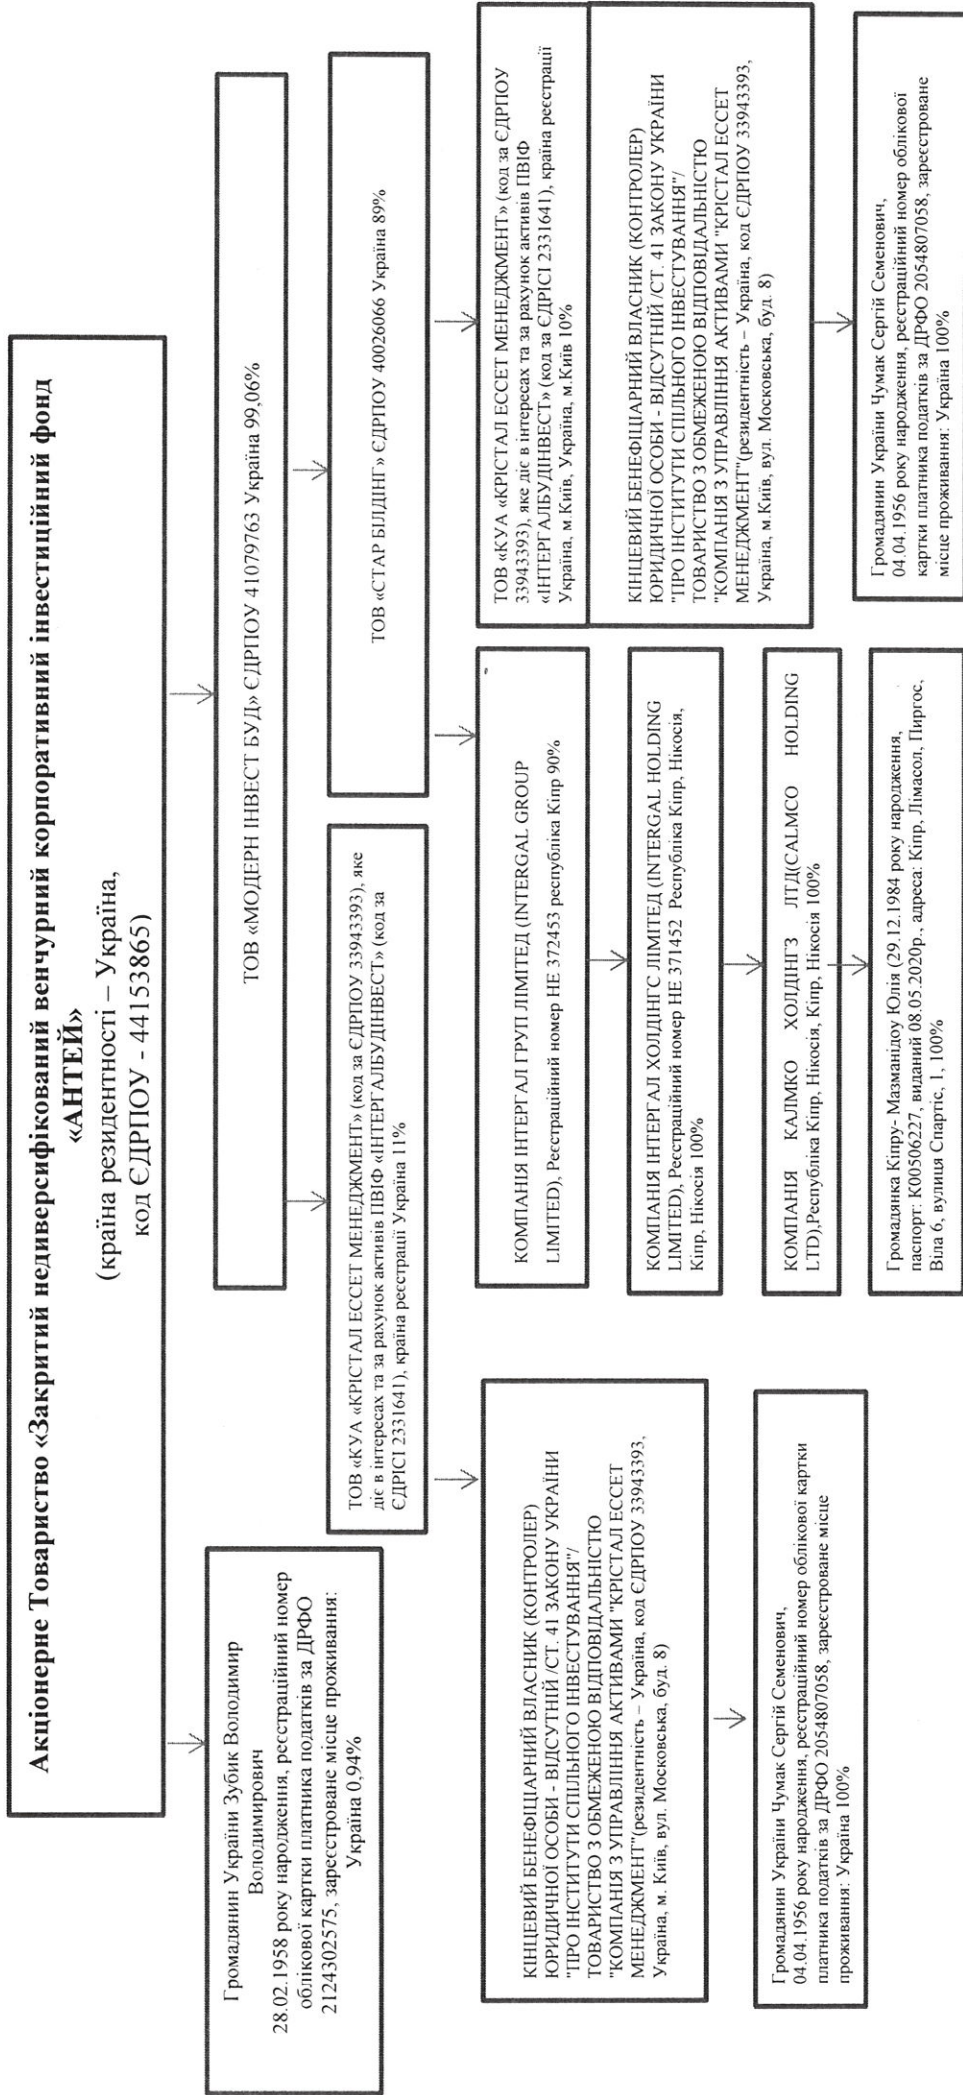 Акціонерне Товариство «Закритий недиверсифікований венчурний корпоративний інвестиційний фонд
«АНТЕЙ»
(країна резидентності – Україна,
код ЄДРПОУ - 44153865)
Громадянин України Зубик Володимир
Володимирович
28.02.1958 року народження, реєстраційний номер
облікової картки платника податків за ДРФО
2124302575, зареєстроване місце проживання:
Україна 0,94%
ТОВ «МОДЕРН ІНВЕСТ БУД» ЄДРПОУ 41079763 Україна 99,06%
ТОВ «КУА «КРІСТАЛ ЕССЕТ МЕНЕДЖМЕНТ» (код за ЄДРПОУ 33943393), яке
діє в інтересах та за рахунок активів ПВІФ «ІНТЕРГАЛБУДІНВЕСТ» (код за
ЄДРІСІ 2331641), країна реєстрації Україна 11%
ТОВ «СТАР БІЛДІНГ» ЄДРПОУ 40026066 Україна 89%
КІНЦЕВИЙ БЕНЕФІЦІАРНИЙ ВЛАСНИК (КОНТРОЛЕР)
ЮРИДИЧНОЇ ОСОБИ - ВІДСУТНІЙ /СТ. 41 ЗАКОНУ УКРАЇНИ
"ПРО ІНСТИТУТИ СПІЛЬНОГО ІНВЕСТУВАННЯ"/
ТОВАРИСТВО З ОБМЕЖЕНОЮ ВІДПОВІДАЛЬНІСТЮ
"КОМПАНІЯ З УПРАВЛІННЯ АКТИВАМИ "КРІСТАЛ ЕССЕТ
МЕНЕДЖМЕНТ"(резидентність – Україна, код ЄДРПОУ 33943393,
Україна, м. Київ, вул. Московська, буд. 8)
Громадянин України Чумак Сергій Семенович,
04.04.1956 року народження, реєстраційний номер облікової картки
платника податків за ДРФО 2054807058, зареєстроване місце
проживання: Україна 100%
КОМПАНІЯ ІНТЕРГАЛ ГРУП ЛІМІТЕД (INTERGAL GROUP
LIMITED), Реєстраційний номер НЕ 372453 республіка Кіпр 90%
КОМПАНІЯ ІНТЕРГАЛ ХОЛДІНГС ЛІМІТЕД (INTERGAL HOLDING
LIMITED), Реєстраційний номер НЕ 371452 Республіка Кіпр, Нікосія,
Кіпр, Нікосія 100%
КОМПАНІЯ КАЛМКО ХОЛДІНГЗ ЛТД(CALMCO HOLDING
LTD),Республіка Кіпр, Нікосія, Кіпр, Нікосія 100%
Громадянка Кіпру- Мазманідоу Юлія (29.12.1984 року народження,
паспорт: К00506227, виданий 08.05.2020р., адреса: Кіпр, Лімасол, Пиргос,
Віла 6, вулиця Спартіс, 1, 100%
ТОВ «КУА «КРІСТАЛ ЕССЕТ МЕНЕДЖМЕНТ» (код за ЄДРПОУ
33943393), яке діє в інтересах та за рахунок активів ПВІФ
«ІНТЕРГАЛБУДІНВЕСТ» (код за ЄДРІСІ 2331641), країна реєстрації
Україна, м.Київ, Україна, м.Київ 10%
КІНЦЕВИЙ БЕНЕФІЦІАРНИЙ ВЛАСНИК (КОНТРОЛЕР)
ЮРИДИЧНОЇ ОСОБИ - ВІДСУТНІЙ /СТ. 41 ЗАКОНУ УКРАЇНИ
"ПРО ІНСТИТУТИ СПІЛЬНОГО ІНВЕСТУВАННЯ"/
ТОВАРИСТВО З ОБМЕЖЕНОЮ ВІДПОВІДАЛЬНІСТЮ
"КОМПАНІЯ З УПРАВЛІННЯ АКТИВАМИ "КРІСТАЛ ЕССЕТ
МЕНЕДЖМЕНТ"(резидентність – Україна, код ЄДРПОУ 33943393,
Україна, м.Київ, вул. Московська, буд. 8)
Громадянин України Чумак Сергій Семенович,
04.04.1956 року народження, реєстраційний номер облікової
картки платника податків за ДРФО 2054807058, зареєстроване
місце проживання: Україна 100%